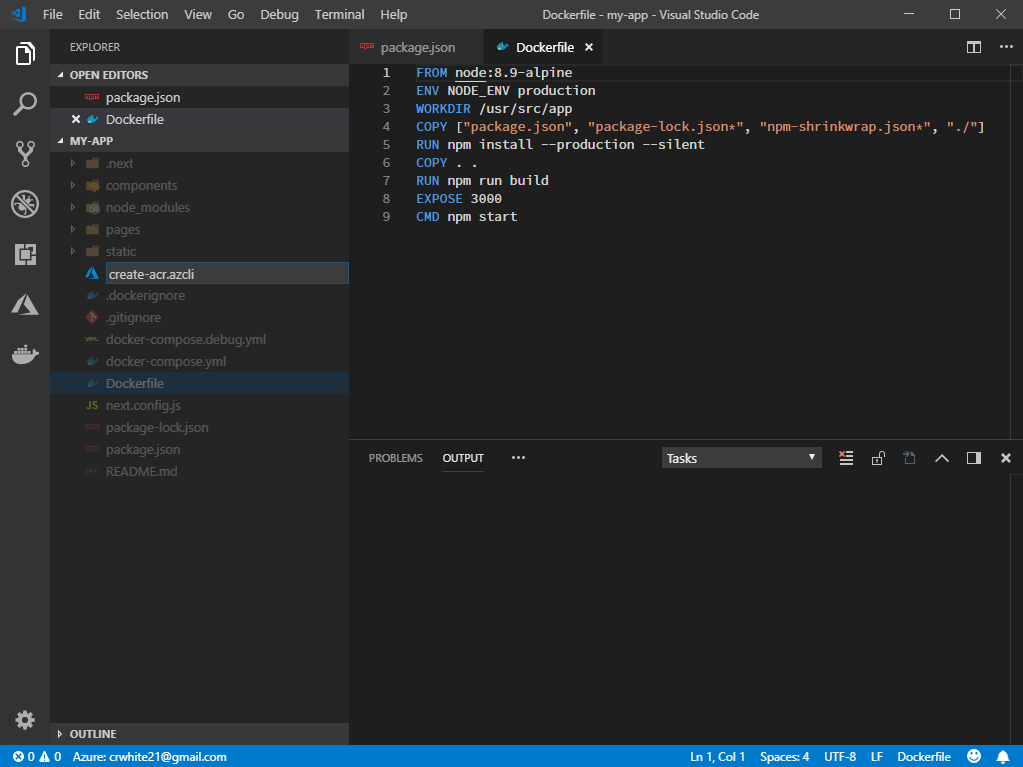 File Edit Selection View Go Debug Terminal Help
Dockerfile - my-app - Visual Studio Code
EXPLORER
OPEN EDITORS
package.json
Dockerfile
MY-APP
.next
components
node_modules
pages
static
create-acr.azcli
.dockerignore
.gitignore
docker-compose.debug.yml
docker-compose.yml
Dockerfile
JS next.config.js
package-lock.json
package.json
README.md
OUTLINE
package.json Dockerfile
1 FROM node:8.9-alpine
2 ENV NODE_ENV production
3 WORKDIR /usr/src/app
4 COPY ["package.json", "package-lock.json*", "npm-shrinkwrap.json*", "./"]
5 RUN npm install --production --silent
6 COPY . .
7 RUN npm run build
8 EXPOSE 3000
9 CMD npm start
PROBLEMS OUTPUT Tasks
0 0 Azure: crwhite21@gmail.com Ln 1, Col 1 Spaces: 4 UTF-8 LF Dockerfile